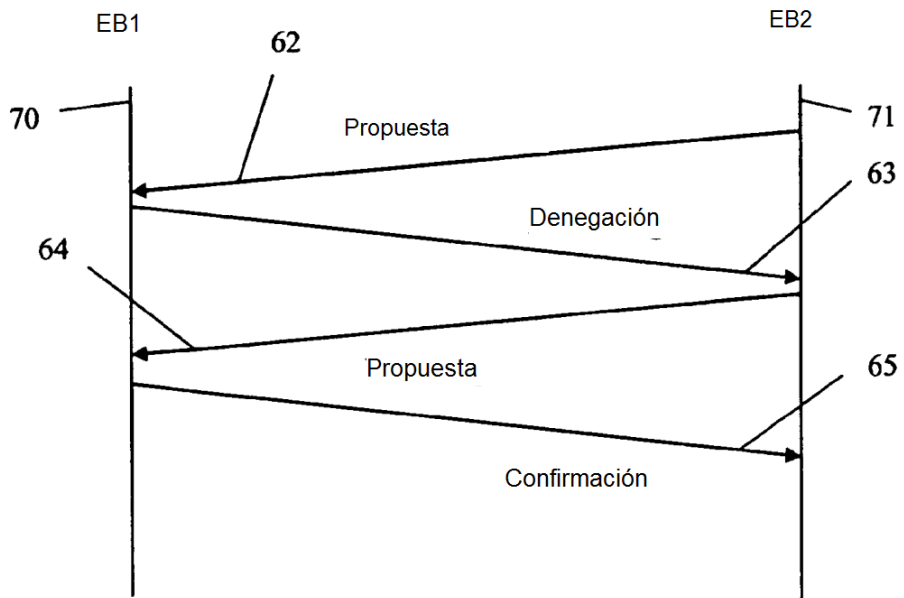 EB1
EB2
62
70
71
Propuesta
63
Denegación
64
Propuesta
65
Confirmación